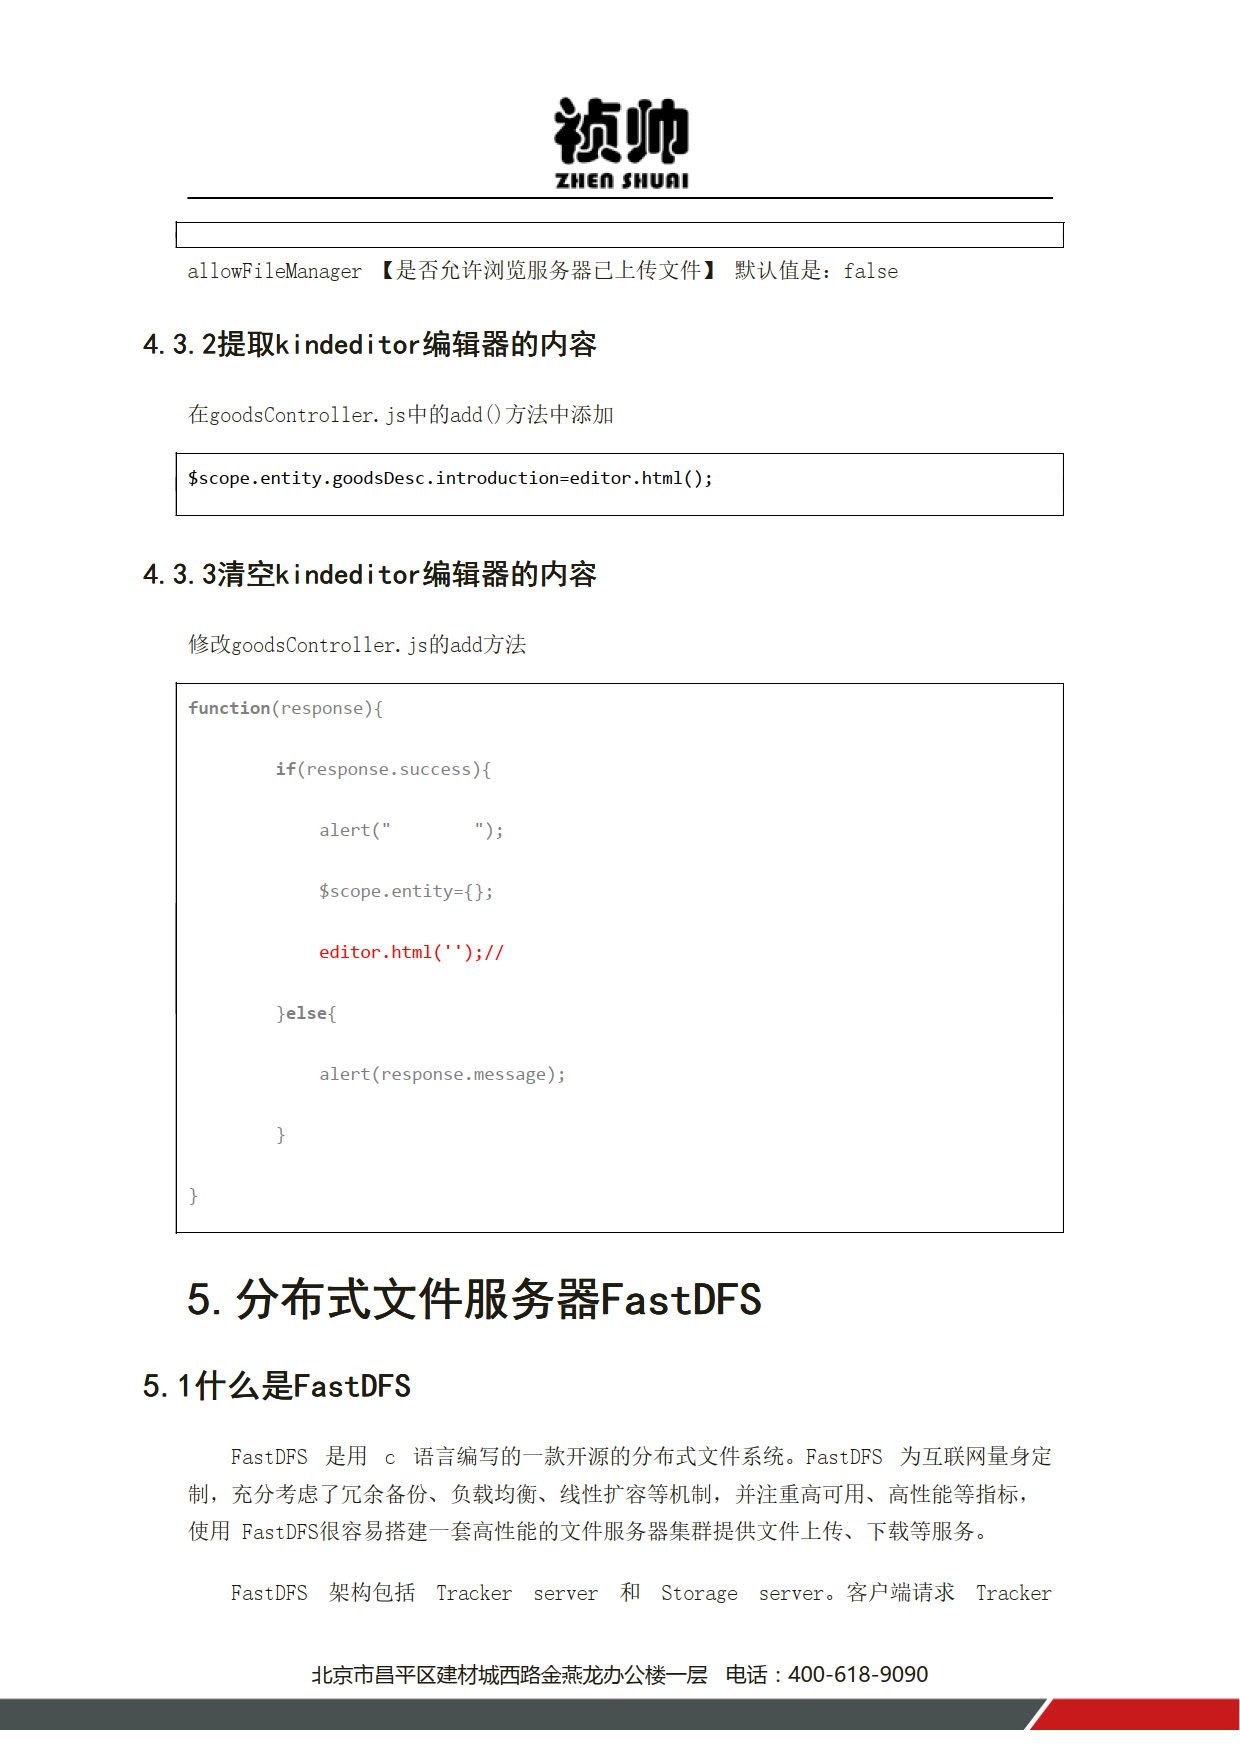 祯帅
ZHEN SHUAI
allowFileManager 【是否允许浏览服务器已上传文件】 默认值是：false
4.3.2提取kindeditor编辑器的内容
在goodsController.js中的add()方法中添加
$scope.entity.goodsDesc.introduction=editor.html();
4.3.3清空kindeditor编辑器的内容
修改goodsController.js的add方法
function(response){
if(response.success){
alert("        ");
$scope.entity={};
editor.html('');//
}else{
alert(response.message);
}
}
5.分布式文件服务器FastDFS
5.1什么是FastDFS
FastDFS 是用 c 语言编写的一款开源的分布式文件系统。FastDFS 为互联网量身定
制，充分考虑了冗余备份、负载均衡、线性扩容等机制，并注重高可用、高性能等指标，
使用 FastDFS很容易搭建一套高性能的文件服务器集群提供文件上传、下载等服务。
FastDFS 架构包括 Tracker server 和 Storage server。客户端请求 Tracker
北京市昌平区建材城西路金燕龙办公楼一层 电话：400-618-9090